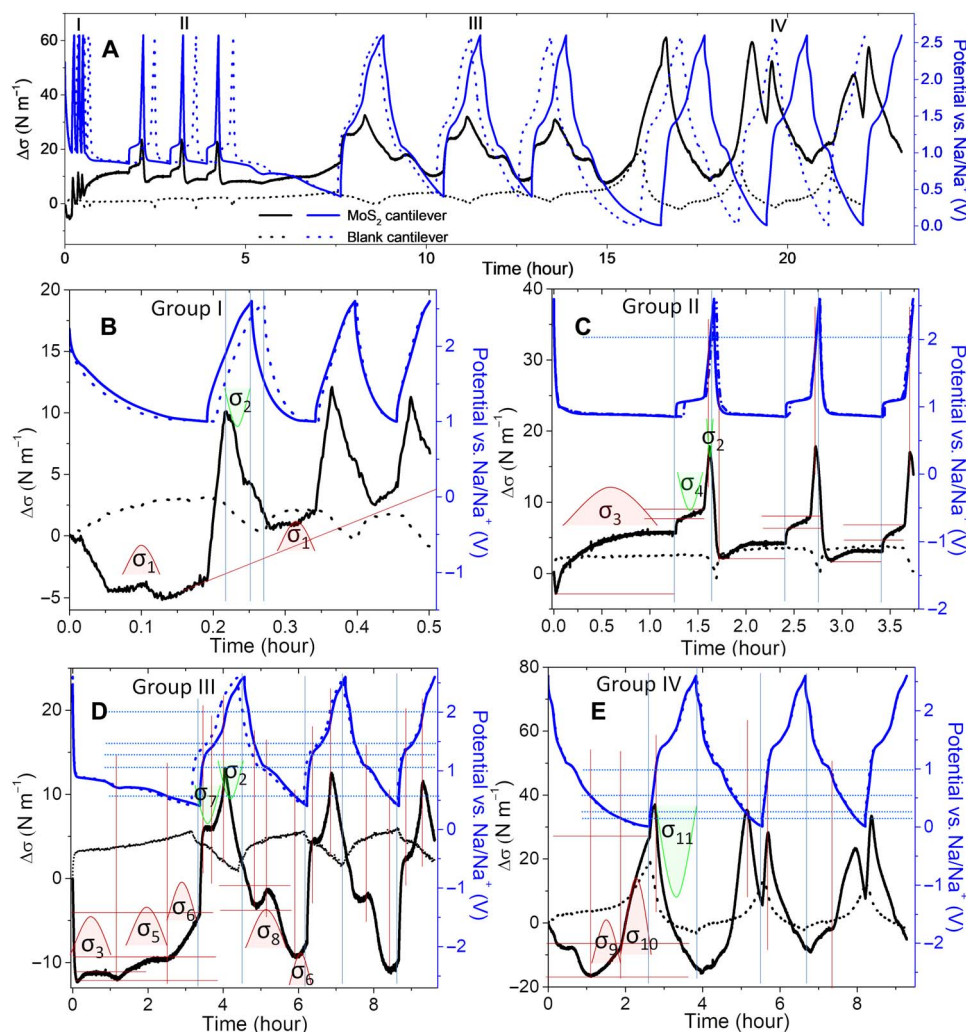 I II III IV
A
60
40
20
0
Δσ (N m⁻¹)
2.5
2.0
1.5
1.0
0.5
0.0
Potential vs. Na/Na⁺ (V)
MoS₂ cantilever
Blank cantilever
0 5 10 15 20
Time (hour)
B Group I
20
15
10
5
0
-5
Δσ (N m⁻¹)
2
1
0
-1
Potential vs. Na/Na⁺ (V)
σ₂
σ₁ σ₁
0.0 0.1 0.2 0.3 0.4 0.5
Time (hour)
Group II C
40
30
20
10
0
Δσ (N m⁻¹)
2
1
0
-1
-2
Potential vs. Na/Na⁺ (V)
σ₂
σ₃ σ₄
0.0 0.5 1.0 1.5 2.0 2.5 3.0 3.5
Time (hour)
D Group III
20
10
0
-10
Δσ (N m⁻¹)
2
1
0
-1
-2
Potential vs. Na/Na⁺ (V)
σ₇ σ₂
σ₃ σ₅ σ₆ σ₈ σ₆
0 2 4 6 8
Time (hour)
E Group IV
80
60
40
20
0
-20
Δσ (N m⁻¹)
2
1
0
-1
-2
Potential vs. Na/Na⁺ (V)
σ₁₁
σ₉ σ₁₀
0 2 4 6 8
Time (hour)